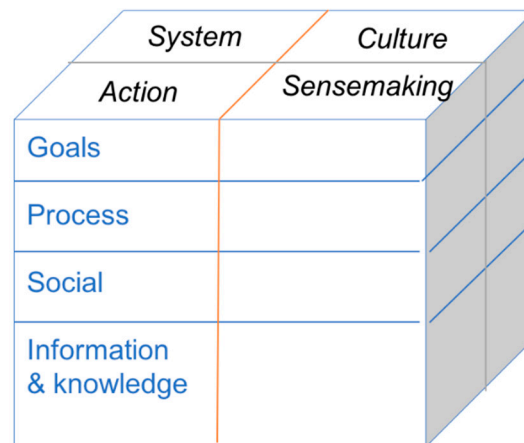 System
Culture
Action
Sensemaking
Goals
Process
Social
Information
& knowledge